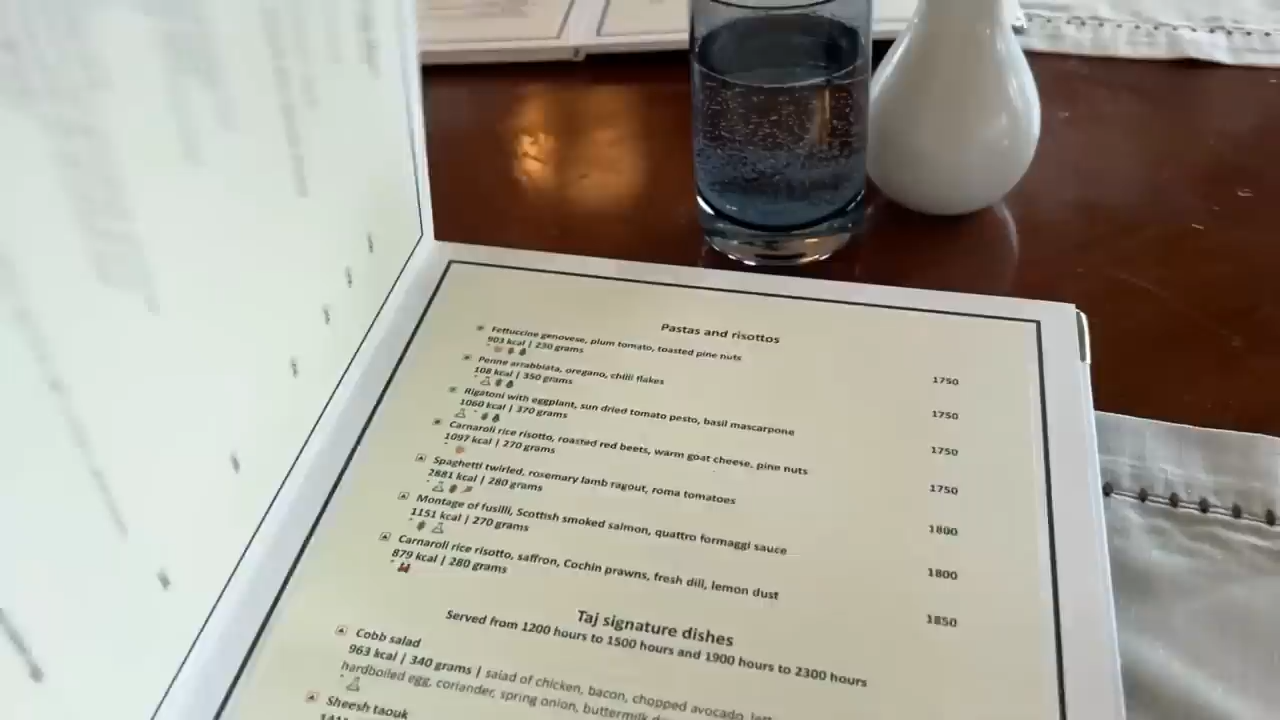 Pastas and risottos
Fettuccine genovese, plum tomato, toasted pine nuts
903 kcal | 230 grams
1750
Penne arrabbiata, oregano, chilli flakes
108 kcal | 350 grams
1750
Rigatoni with eggplant, sun dried tomato pesto, basil mascarpone
1060 kcal | 370 grams
1750
Carnaroli rice risotto, roasted red beets, warm goat cheese, pine nuts
1097 kcal | 270 grams
1750
Spaghetti twirled, rosemary lamb ragout, roma tomatoes
2881 kcal | 280 grams
1800
Montage of fusilli, Scottish smoked salmon, quattro formaggi sauce
1151 kcal | 270 grams
1800
Carnaroli rice risotto, saffron, Cochin prawns, fresh dill, lemon dust
879 kcal | 280 grams
1850
Taj signature dishes
Served from 1200 hours to 1500 hours and 1900 hours to 2300 hours
Cobb salad
963 kcal | 340 grams | salad of chicken, bacon, chopped avocado,
hardboiled egg, coriander, spring onion, buttermilk
Sheesh taouk